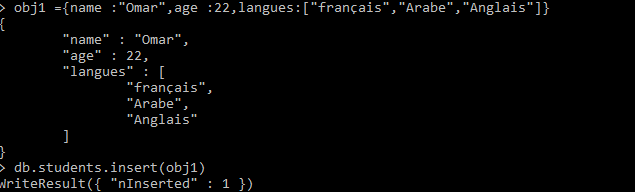 > obj1 ={name :"Omar",age :22,langues:["français","Arabe","Anglais"]}
{
        "name" : "Omar",
        "age" : 22,
        "langues" : [
                "français",
                "Arabe",
                "Anglais"
        ]
}
> db.students.insert(obj1)
WriteResult({ "nInserted" : 1 })